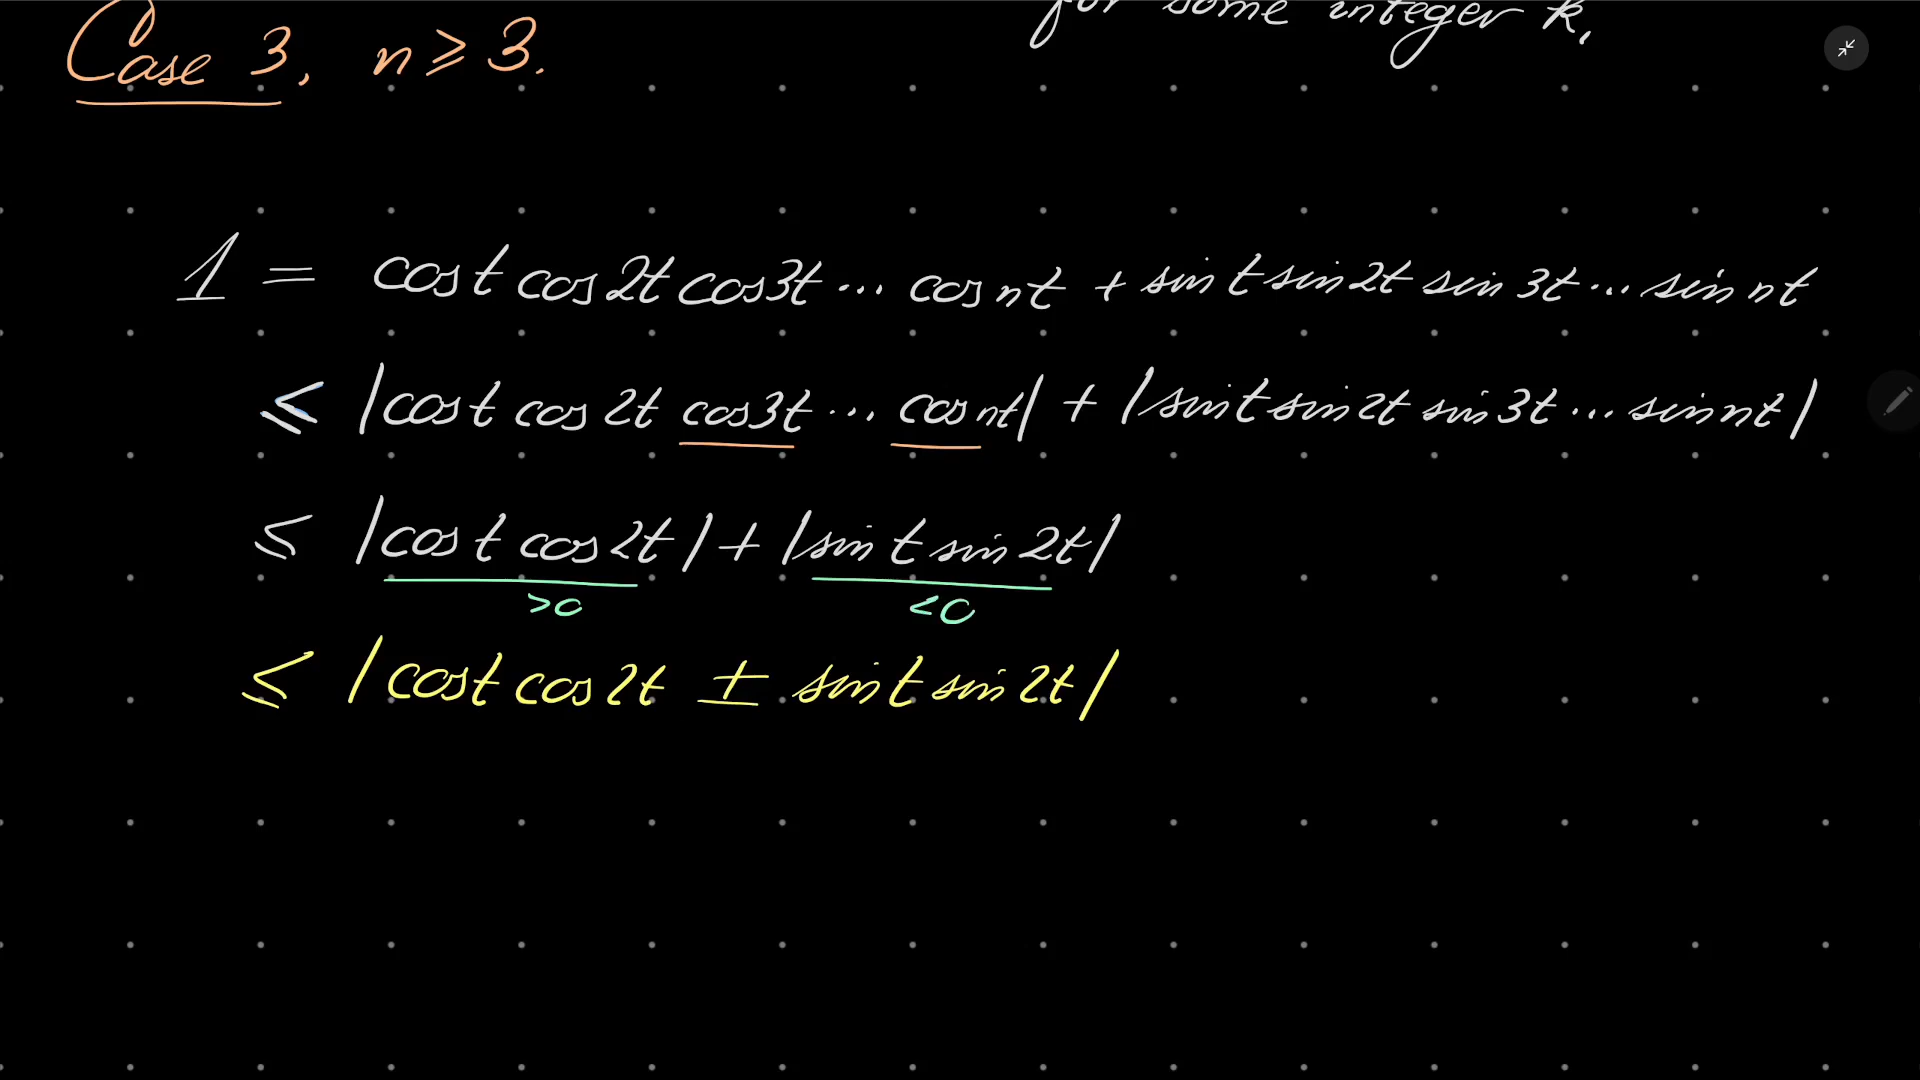 for some integer k.
Case 3, n ≥ 3.
1 = cos t cos 2t cos 3t ... cos nt + sin t sin 2t sin 3t ... sin nt
≤ |cos t cos 2t cos 3t ... cos nt| + |sin t sin 2t sin 3t ... sin nt|
≤ |cos t cos 2t| + |sin t sin 2t|
>0 <0
≤ |cos t cos 2t ± sin t sin 2t|